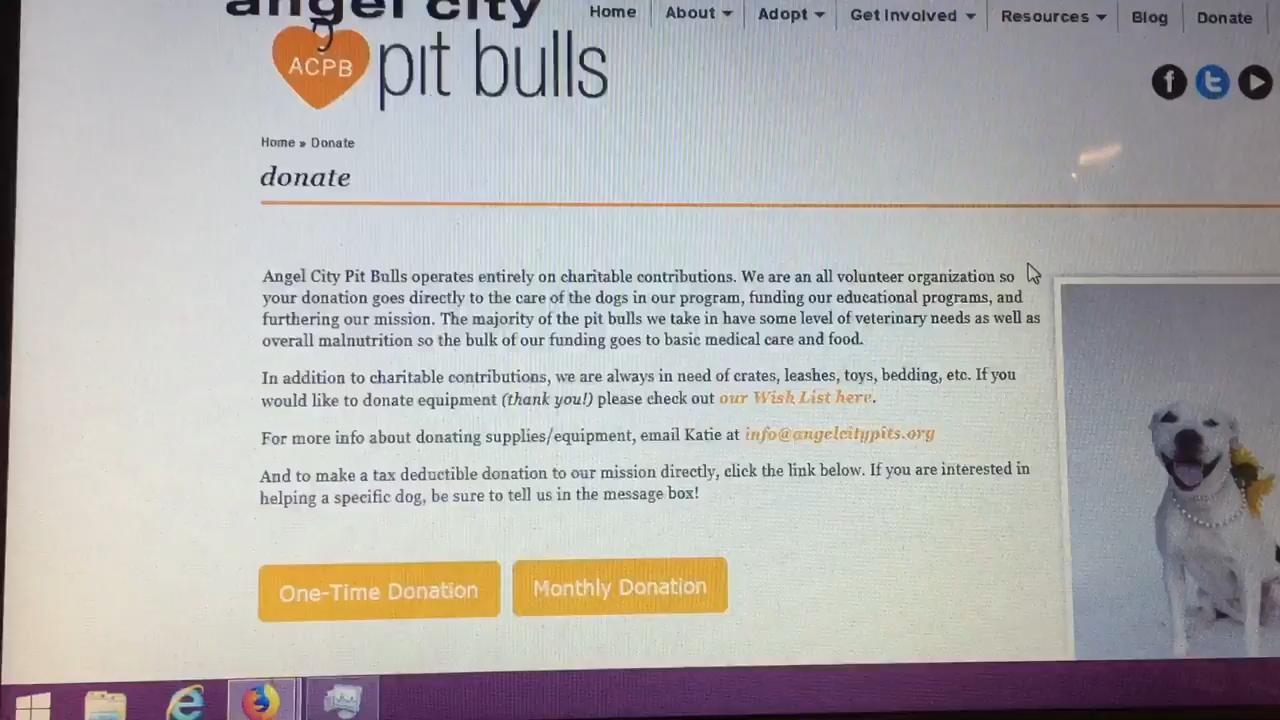 angel city
Home About Adopt Get Involved Resources Blog Donate
ACPB pit bulls
Home » Donate
donate
Angel City Pit Bulls operates entirely on charitable contributions. We are an all volunteer organization so
your donation goes directly to the care of the dogs in our program, funding our educational programs, and
furthering our mission. The majority of the pit bulls we take in have some level of veterinary needs as well as
overall malnutrition so the bulk of our funding goes to basic medical care and food.
In addition to charitable contributions, we are always in need of crates, leashes, toys, bedding, etc. If you
would like to donate equipment (thank you!) please check out our Wish List here.
For more info about donating supplies/equipment, email Katie at info@angelcitypits.org
And to make a tax deductible donation to our mission directly, click the link below. If you are interested in
helping a specific dog, be sure to tell us in the message box!
One-Time Donation Monthly Donation